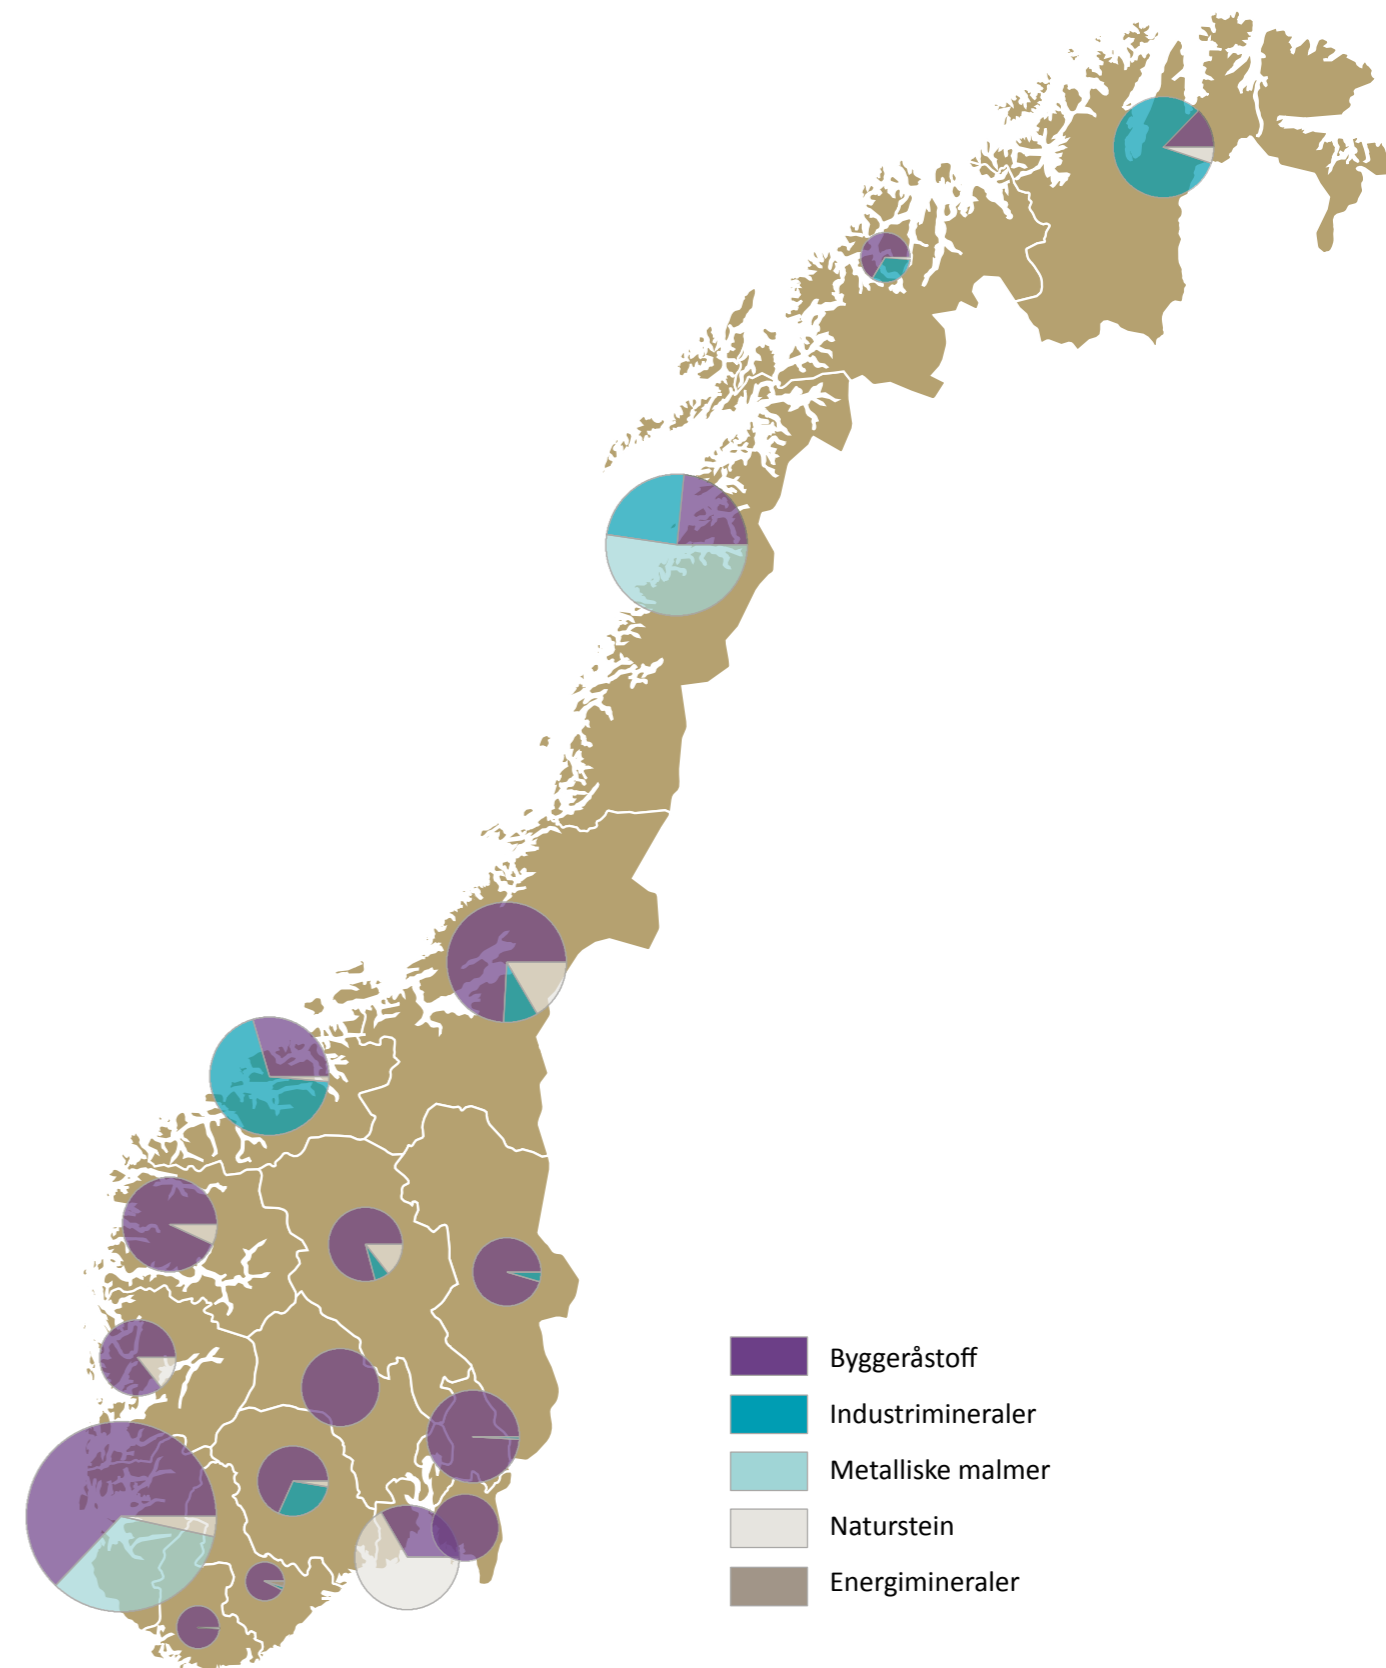 Byggeråstoff
Industrimineraler
Metalliske malmer
Naturstein
Energimineraler